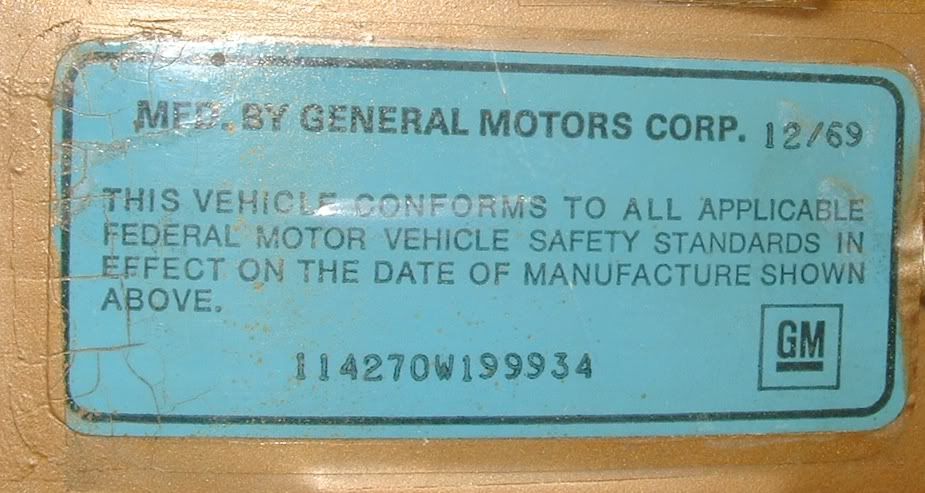 MFD. BY GENERAL MOTORS CORP. 12/69
THIS VEHICLE CONFORMS TO ALL APPLICABLE
FEDERAL MOTOR VEHICLE SAFETY STANDARDS IN
EFFECT ON THE DATE OF MANUFACTURE SHOWN
ABOVE.
114270W199934
GM